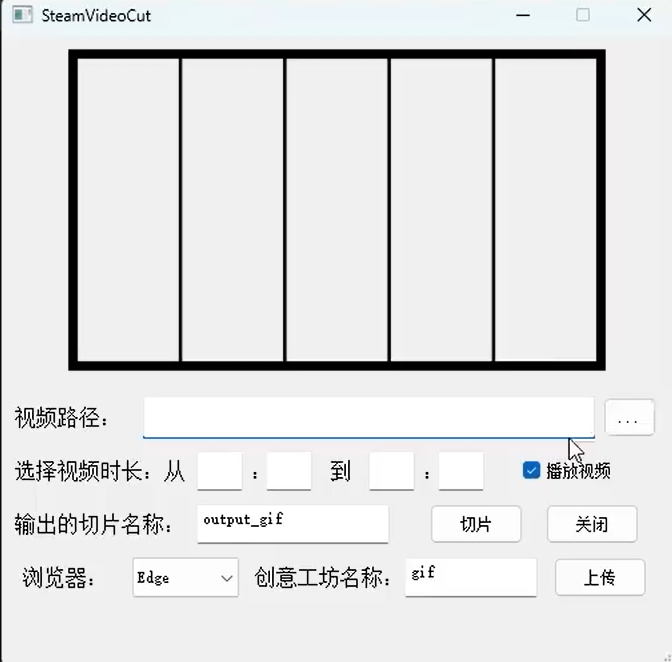 SteamVideoCut
视频路径： ...
选择视频时长：从 : 到 : 播放视频
输出的切片名称： output_gif 切片 关闭
浏览器： Edge 创意工坊名称： gif 上传